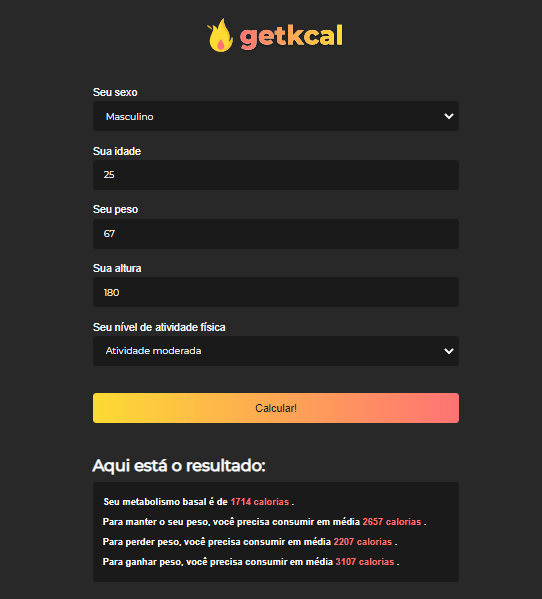 getkcal
Seu sexo
Masculino
Sua idade
25
Seu peso
67
Sua altura
180
Seu nível de atividade física
Atividade moderada
Calcular!
Aqui está o resultado:
Seu metabolismo basal é de 1714 calorias .
Para manter o seu peso, você precisa consumir em média 2657 calorias .
Para perder peso, você precisa consumir em média 2207 calorias .
Para ganhar peso, você precisa consumir em média 3107 calorias .